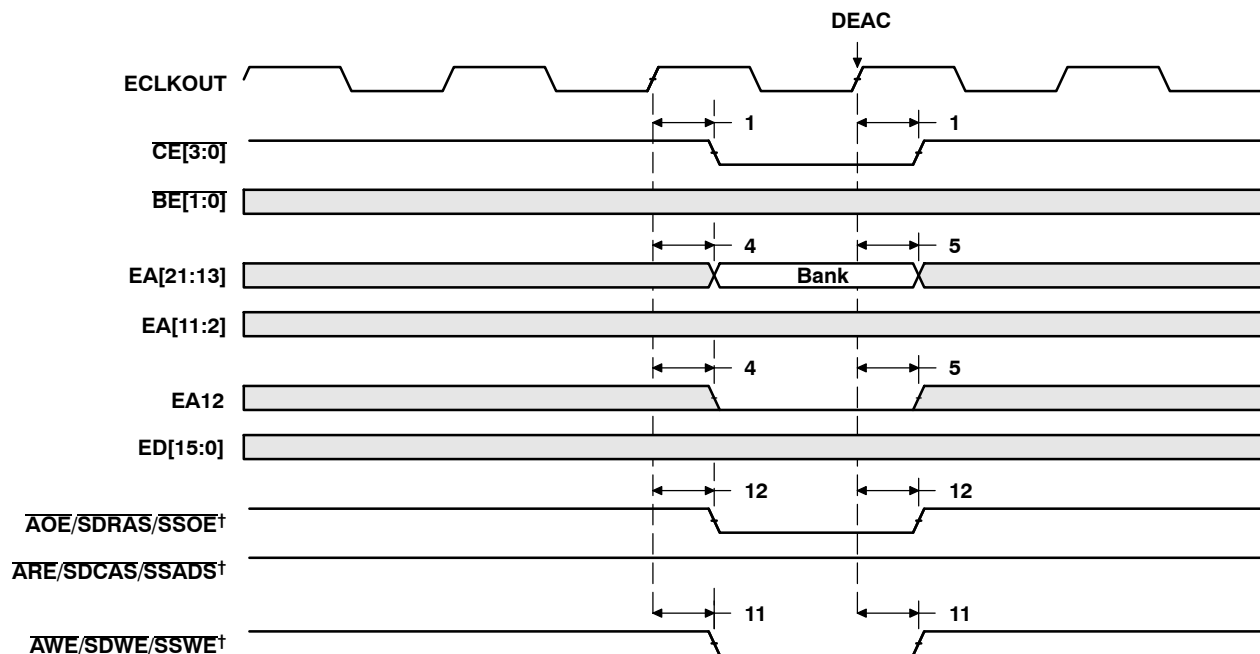 DEAC
ECLKOUT
1 1
CE[3:0]
BE[1:0]
4 5
EA[21:13] Bank
EA[11:2]
4 5
EA12
ED[15:0]
12 12
AOE/SDRAS/SSOE†
ARE/SDCAS/SSADS†
11 11
AWE/SDWE/SSWE†